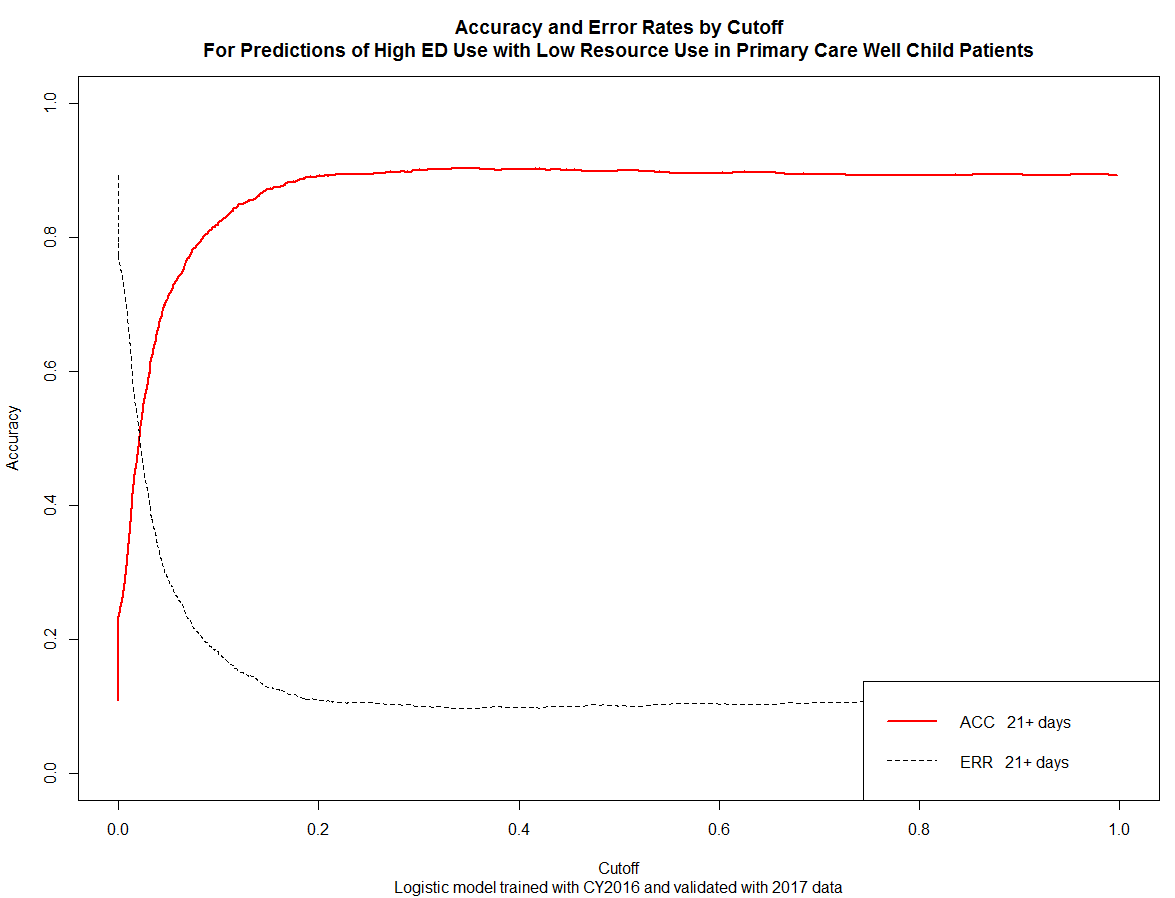 Accuracy and Error Rates by Cutoff
For Predictions of High ED Use with Low Resource Use in Primary Care Well Child Patients
1.0
0.8
0.6
0.4
0.2
0.0
Accuracy
ACC 21+ days
ERR 21+ days
0.0 0.2 0.4 0.6 0.8 1.0
Cutoff
Logistic model trained with CY2016 and validated with 2017 data